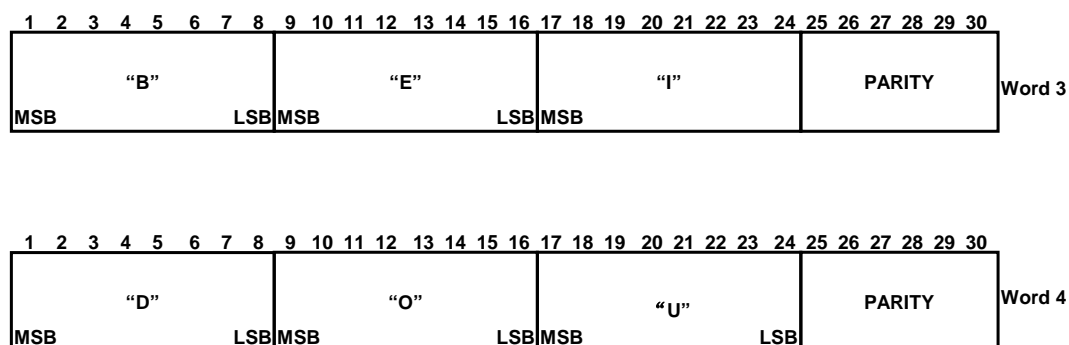 1 2 3 4 5 6 7 8 9 10 11 12 13 14 15 16 17 18 19 20 21 22 23 24 25 26 27 28 29 30
“B” “E” “I” PARITY Word 3
MSB LSB MSB LSB MSB
1 2 3 4 5 6 7 8 9 10 11 12 13 14 15 16 17 18 19 20 21 22 23 24 25 26 27 28 29 30
“D” “O” “U” PARITY Word 4
MSB LSB MSB LSB MSB LSB